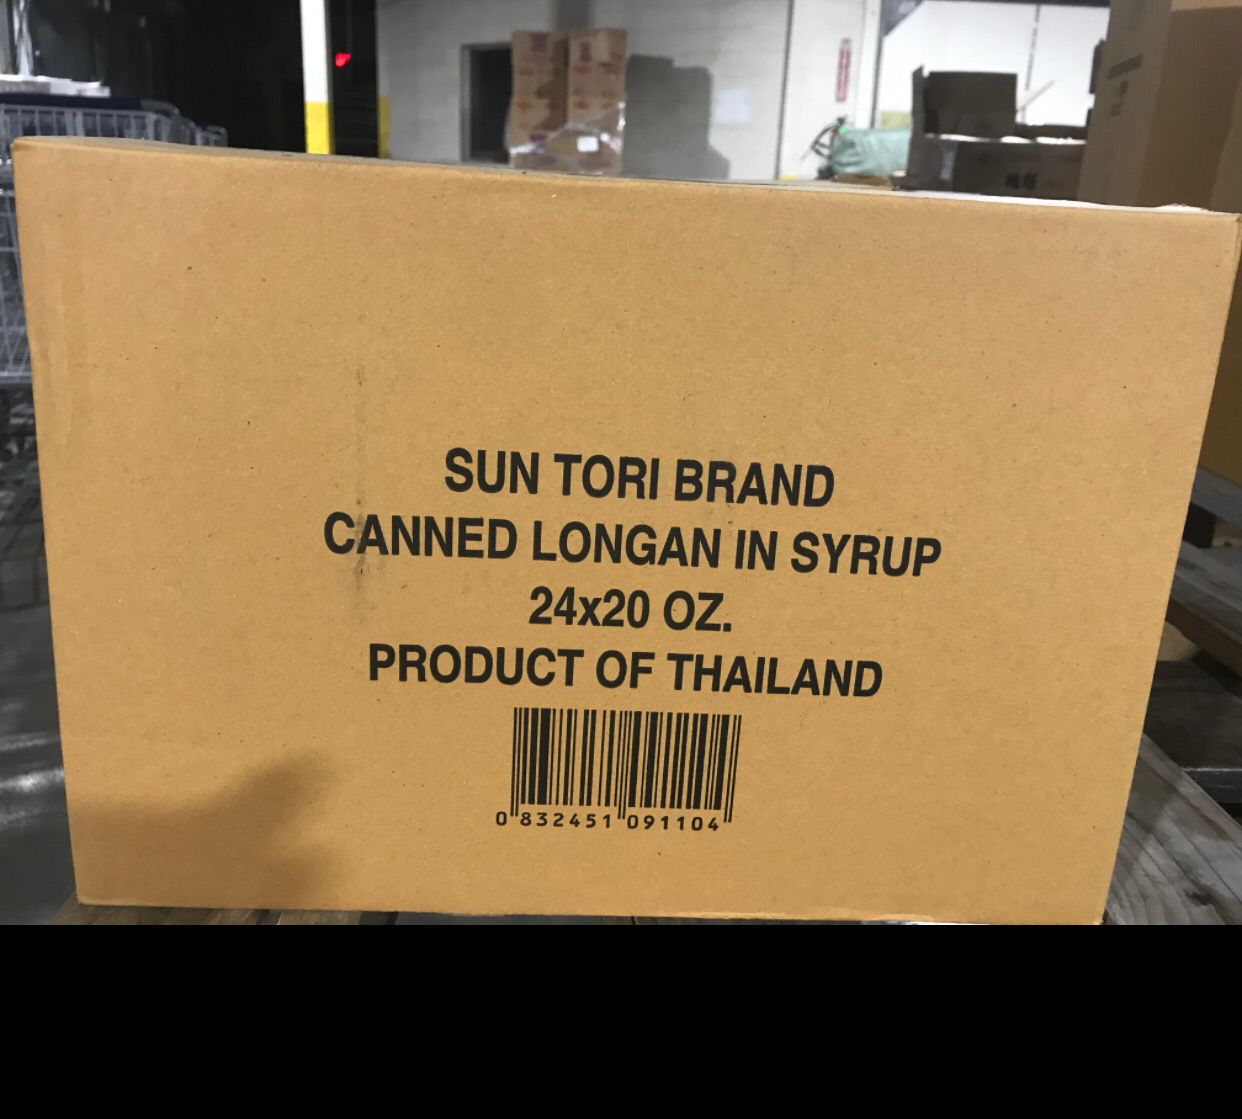 SUN TORI BRAND
CANNED LONGAN IN SYRUP
24x20 OZ.
PRODUCT OF THAILAND
0 832451 091104